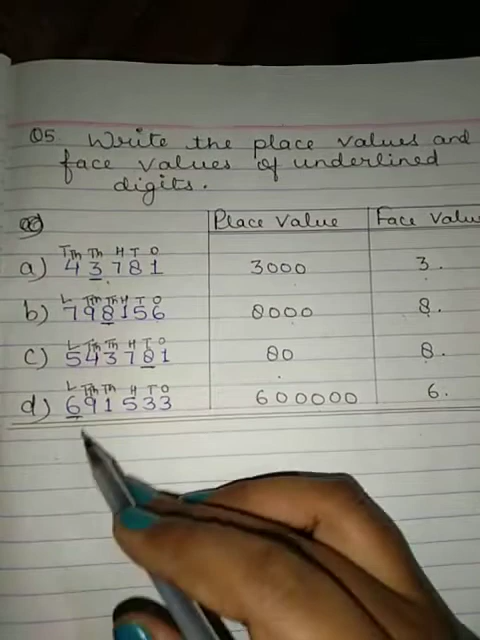 Q5. Write the place values and
face values of underlined
digits.
Place Value Face Valu
TTh Th H T O
a) 43781 3000 3.
L TTh Th H T O
b) 798156 8000 8.
L TTh Th H T O
c) 543781 80 8.
L TTh Th H T O
d) 691533 600000 6.